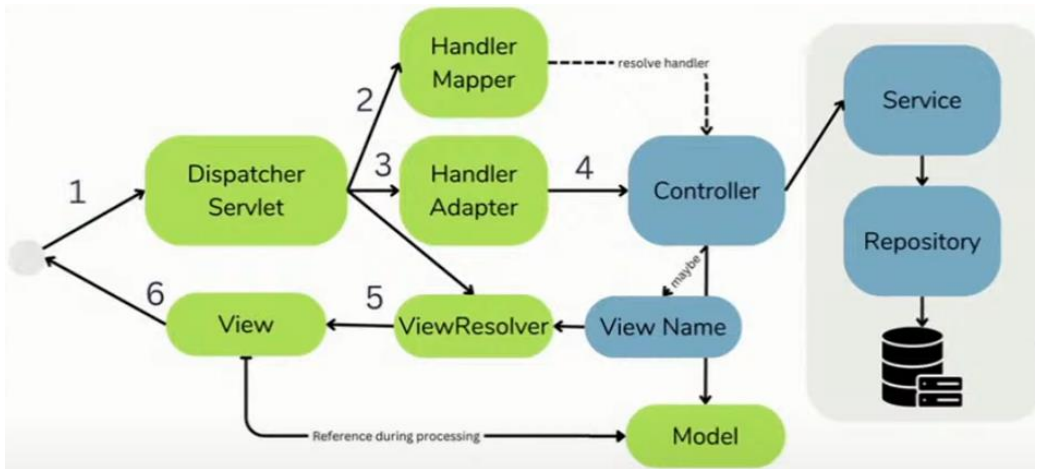 Handler
Mapper
resolve handler
Service
2
Dispatcher
Servlet
3
Handler
Adapter
4
Controller
1
Repository
maybe
6
View
5
ViewResolver
View Name
Reference during processing
Model